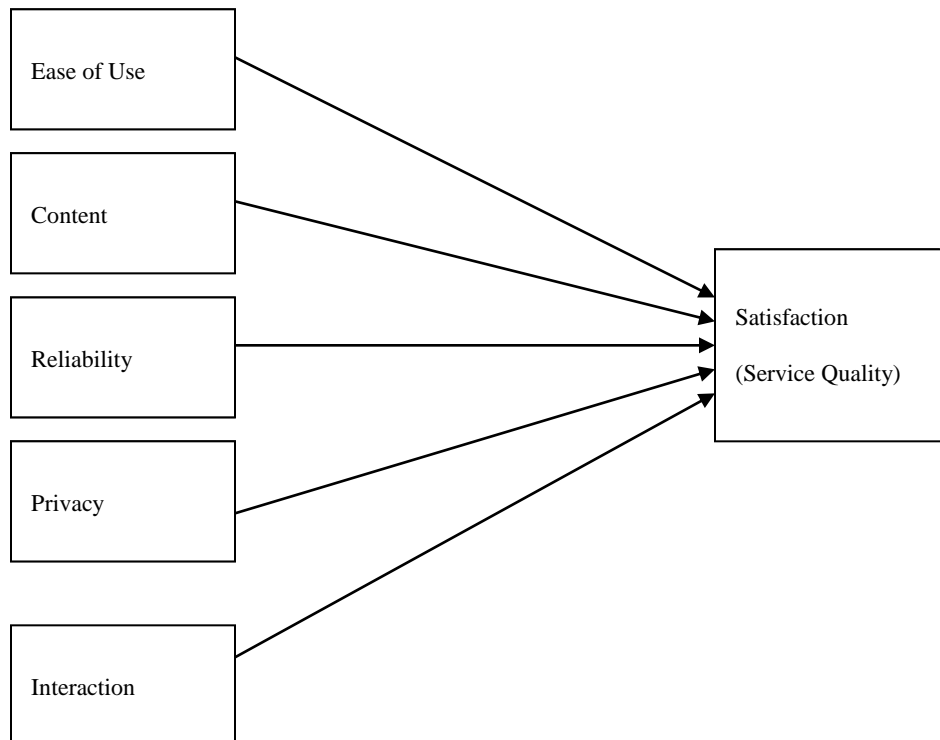 Ease of Use
Content
Reliability
Privacy
Interaction
Satisfaction
(Service Quality)